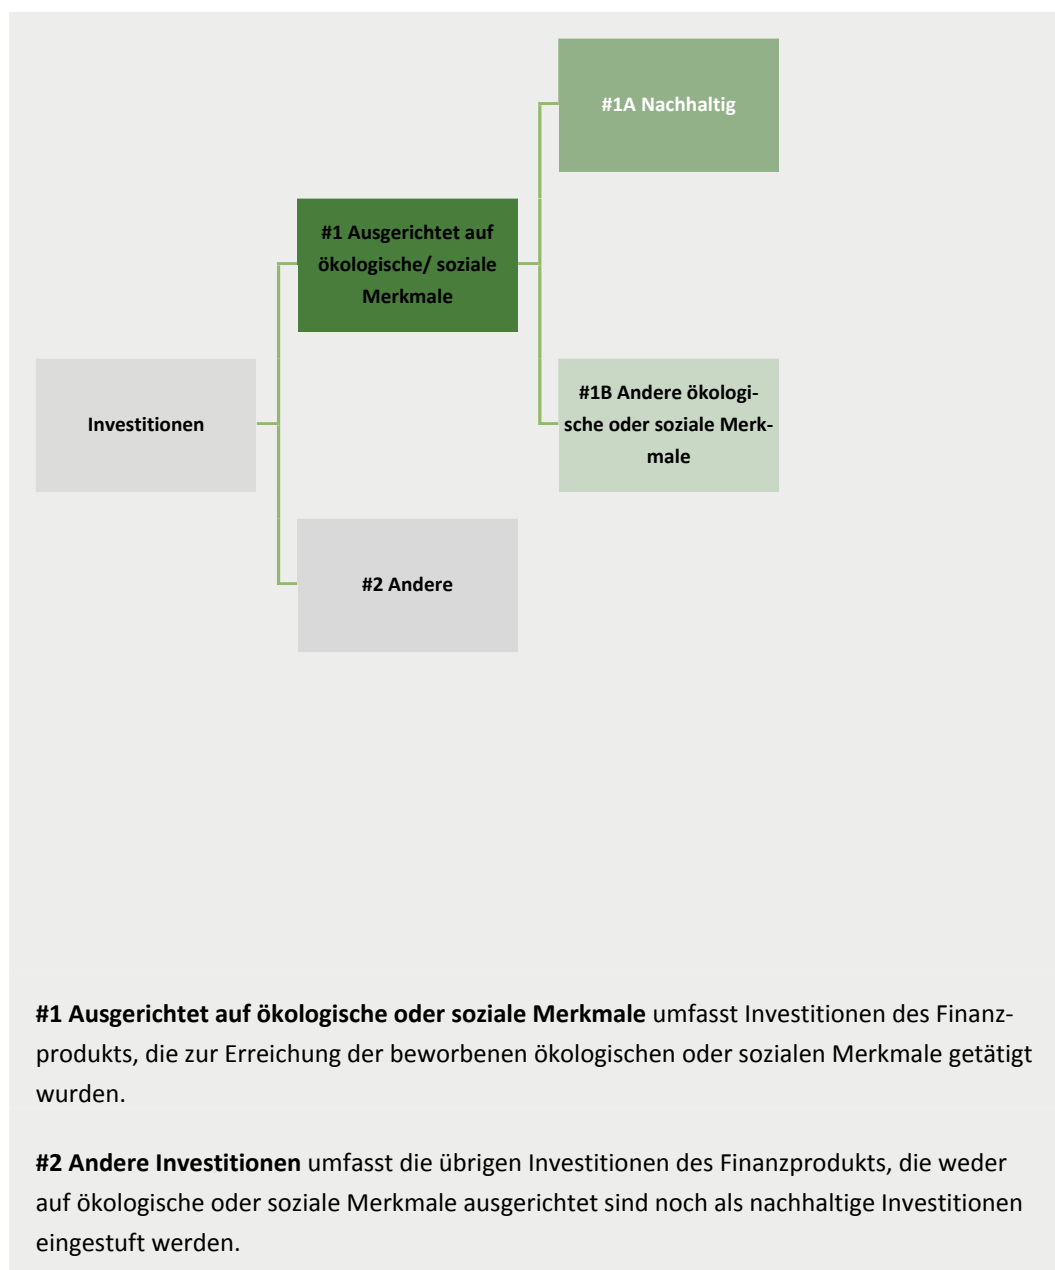 #1A Nachhaltig
#1 Ausgerichtet auf
ökologische/ soziale
Merkmale
Investitionen
#1B Andere ökologi-
sche oder soziale Merk-
male
#2 Andere
#1 Ausgerichtet auf ökologische oder soziale Merkmale umfasst Investitionen des Finanz-
produkts, die zur Erreichung der beworbenen ökologischen oder sozialen Merkmale getätigt
wurden.
#2 Andere Investitionen umfasst die übrigen Investitionen des Finanzprodukts, die weder
auf ökologische oder soziale Merkmale ausgerichtet sind noch als nachhaltige Investitionen
eingestuft werden.